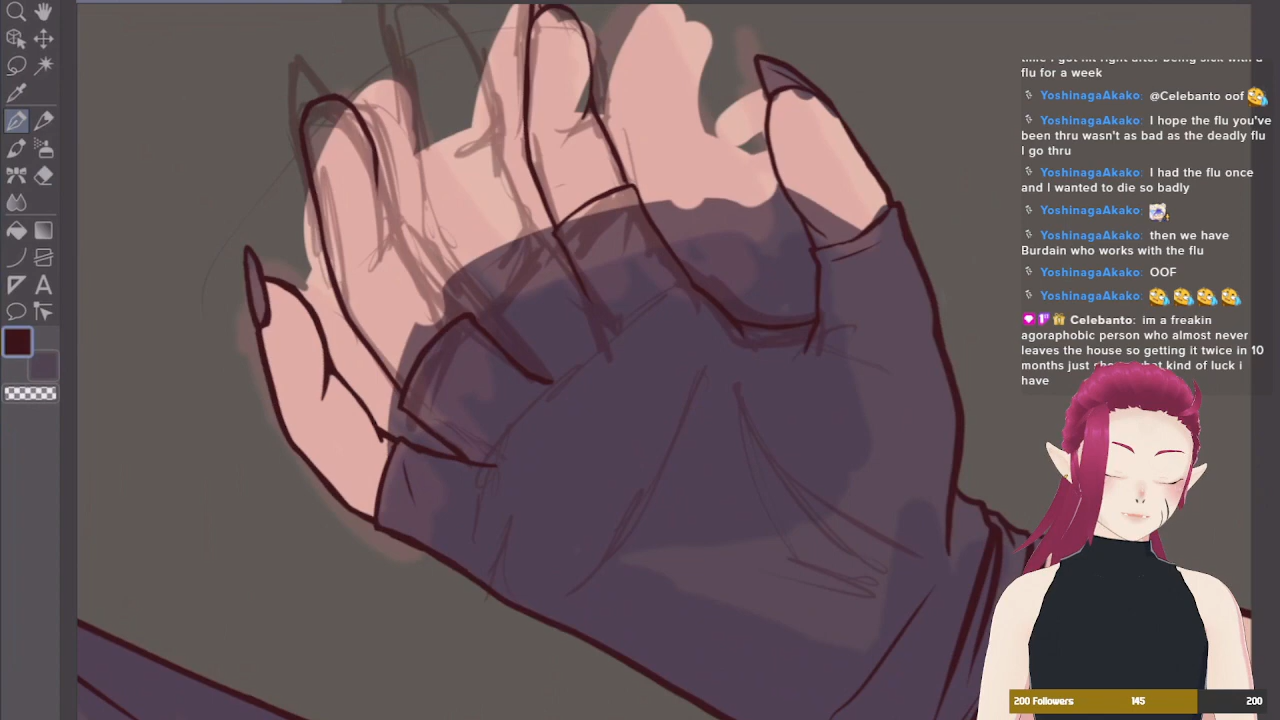 flu for a week
YoshinagaAkako: @Celebanto oof
YoshinagaAkako: I hope the flu you've
been thru wasn't as bad as the deadly flu
I go thru
YoshinagaAkako: I had the flu once
and I wanted to die so badly
YoshinagaAkako:
YoshinagaAkako: then we have
Burdain who works with the flu
YoshinagaAkako: OOF
YoshinagaAkako:
Celebanto: im a freakin
agoraphobic person who almost never
leaves the house so getting it twice in 10
months just kind of luck i
have
200 Followers 145 200